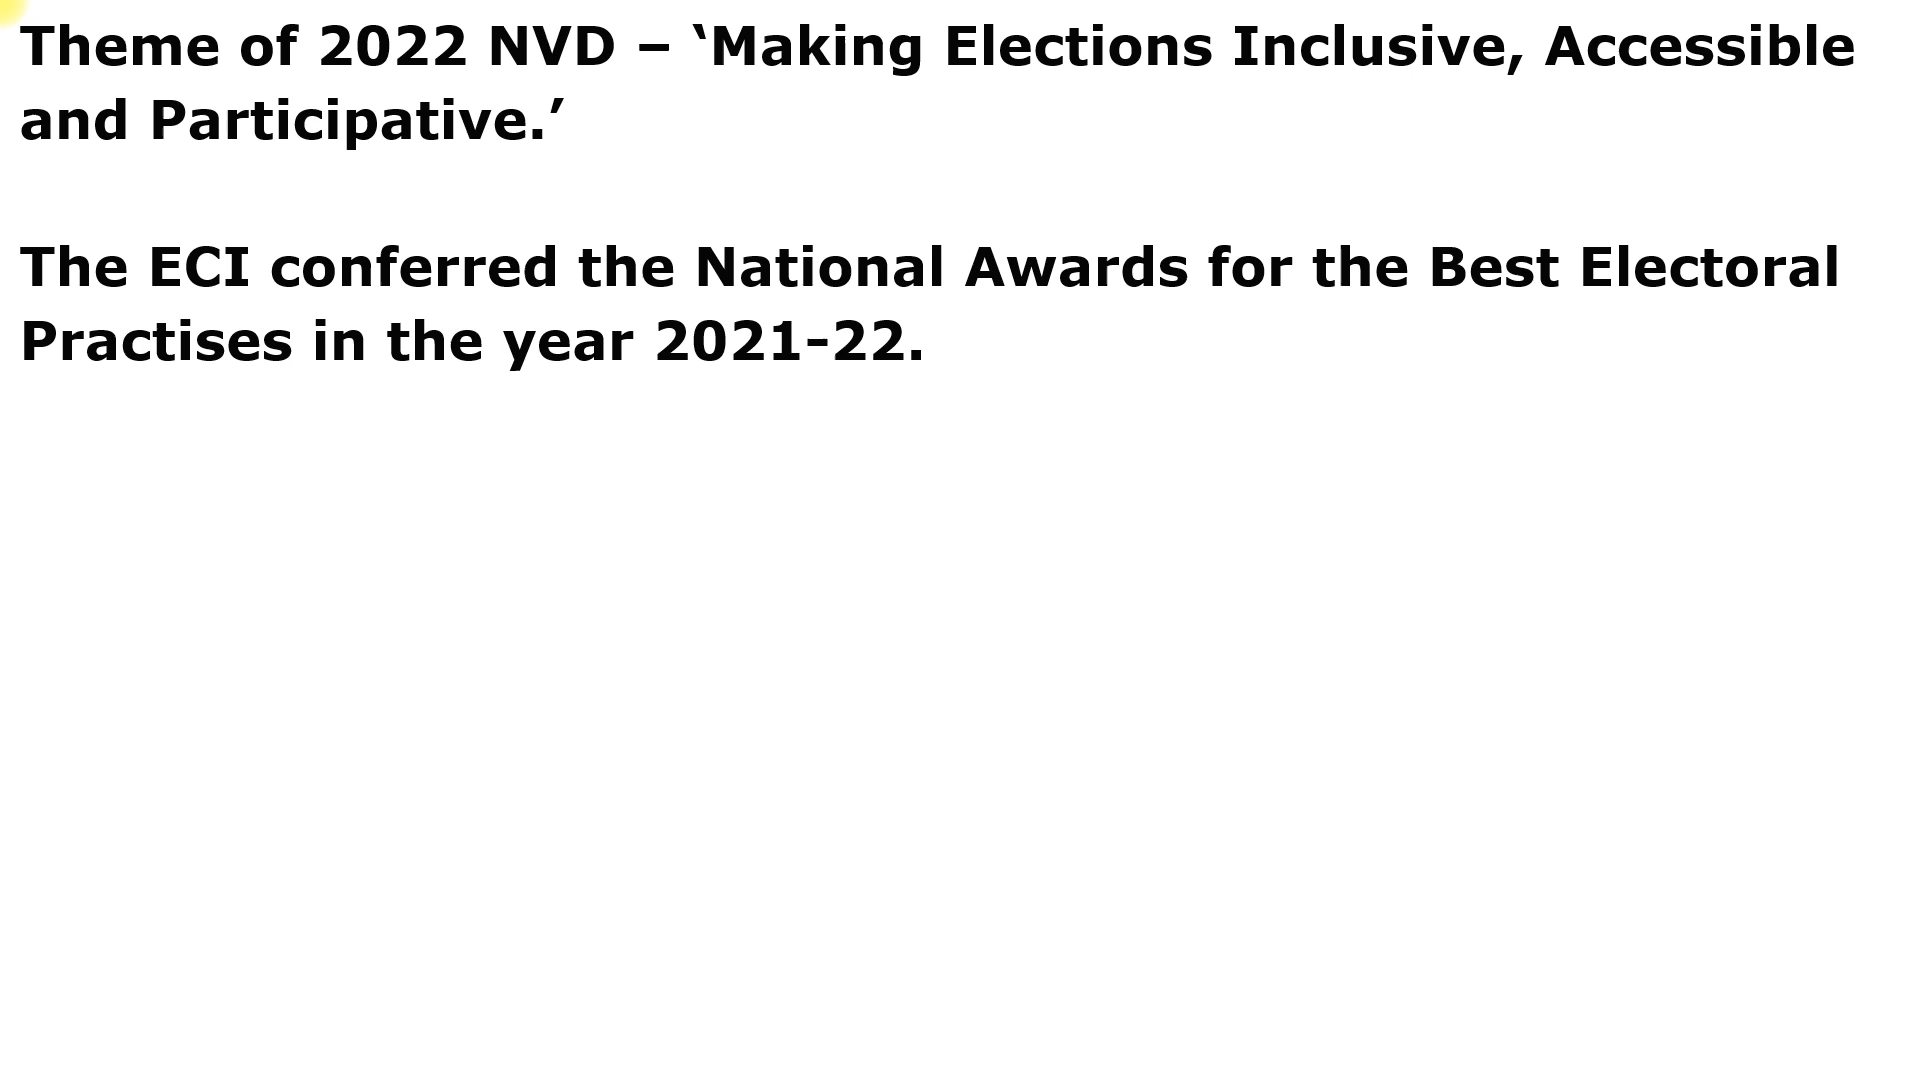 Theme of 2022 NVD – ‘Making Elections Inclusive, Accessible
and Participative.’
The ECI conferred the National Awards for the Best Electoral
Practises in the year 2021-22.